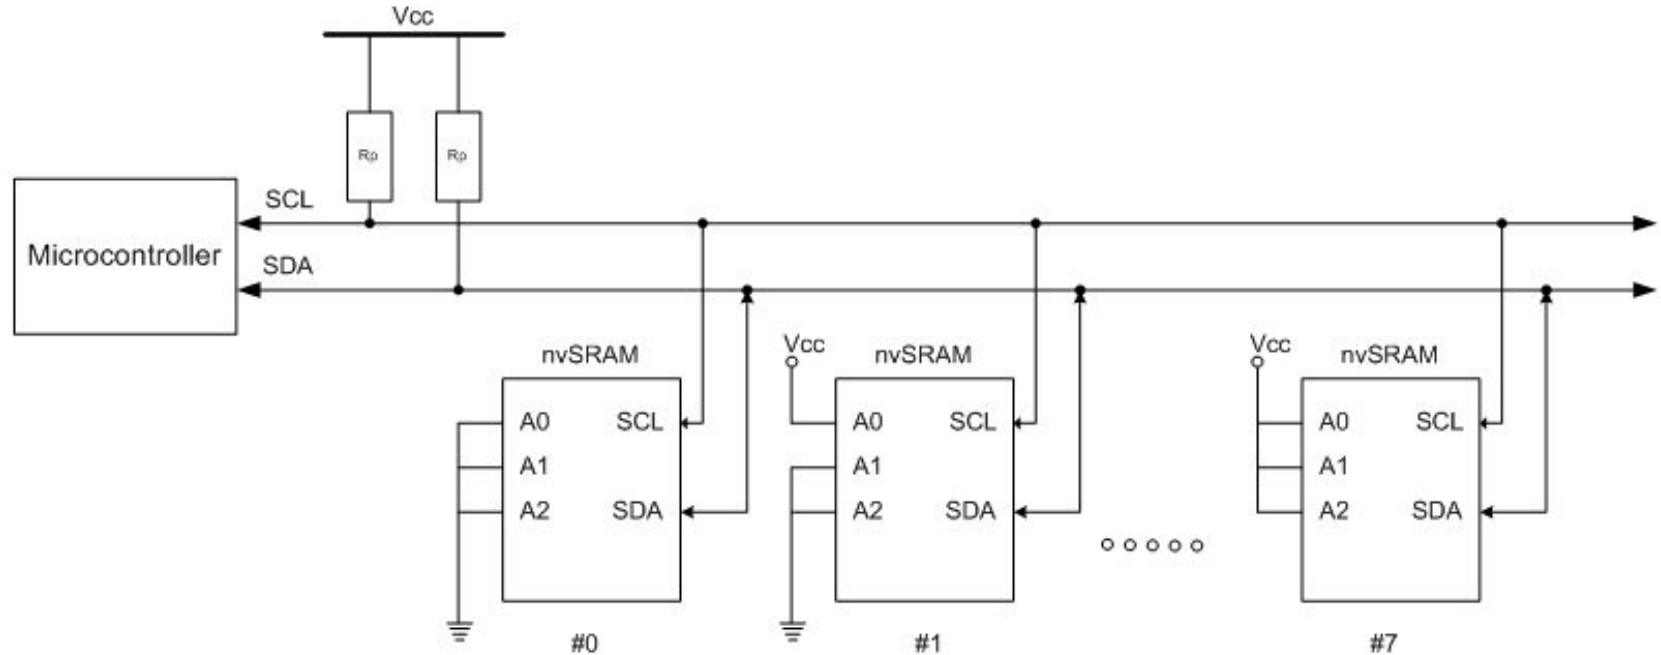 Vcc
Rp Rp
SCL
Microcontroller
SDA
nvSRAM Vcc nvSRAM Vcc nvSRAM
A0 SCL A0 SCL A0 SCL
A1 A1 A1
A2 SDA A2 SDA A2 SDA
#0 #1 #7